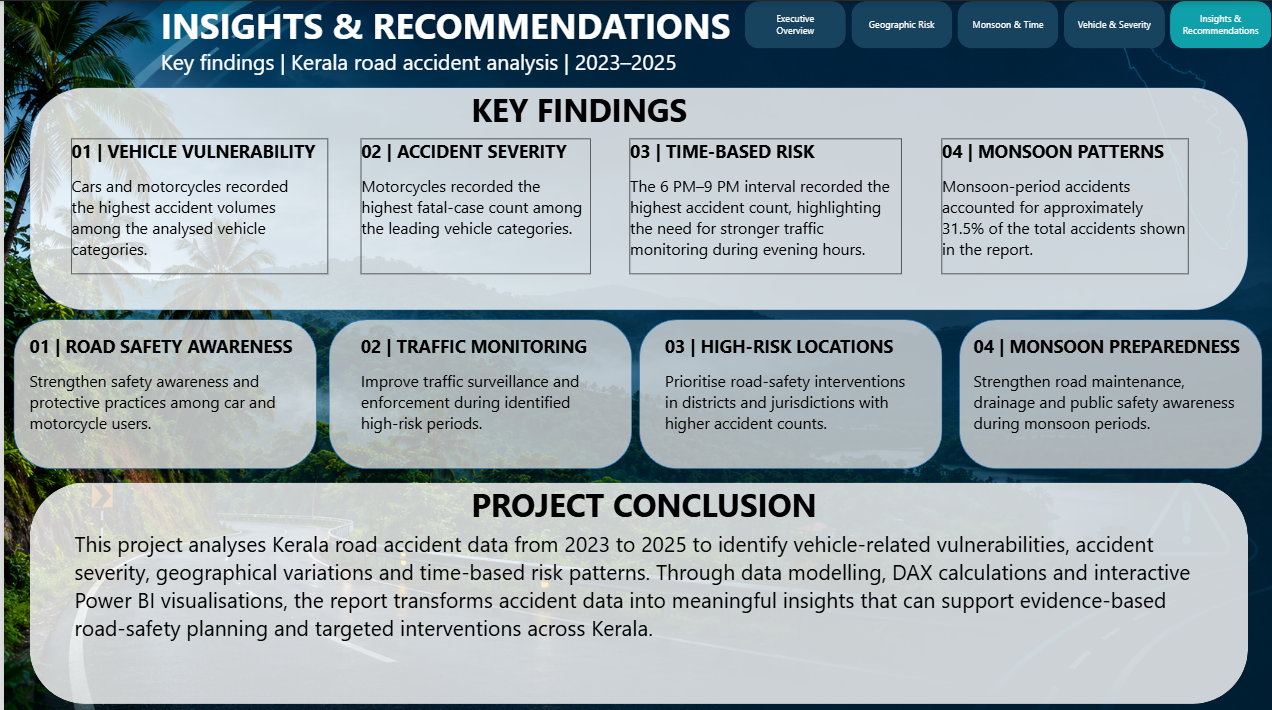 INSIGHTS & RECOMMENDATIONS
Key findings | Kerala road accident analysis | 2023–2025
Executive
Overview
Geographic Risk
Monsoon & Time
Vehicle & Severity
Insights &
Recommendations
KEY FINDINGS
01 | VEHICLE VULNERABILITY
Cars and motorcycles recorded
the highest accident volumes
among the analysed vehicle
categories.
02 | ACCIDENT SEVERITY
Motorcycles recorded the
highest fatal-case count among
the leading vehicle categories.
03 | TIME-BASED RISK
The 6 PM–9 PM interval recorded the
highest accident count, highlighting
the need for stronger traffic
monitoring during evening hours.
04 | MONSOON PATTERNS
Monsoon-period accidents
accounted for approximately
31.5% of the total accidents shown
in the report.
01 | ROAD SAFETY AWARENESS
Strengthen safety awareness and
protective practices among car and
motorcycle users.
02 | TRAFFIC MONITORING
Improve traffic surveillance and
enforcement during identified
high-risk periods.
03 | HIGH-RISK LOCATIONS
Prioritise road-safety interventions
in districts and jurisdictions with
higher accident counts.
04 | MONSOON PREPAREDNESS
Strengthen road maintenance,
drainage and public safety awareness
during monsoon periods.
PROJECT CONCLUSION
This project analyses Kerala road accident data from 2023 to 2025 to identify vehicle-related vulnerabilities, accident
severity, geographical variations and time-based risk patterns. Through data modelling, DAX calculations and interactive
Power BI visualisations, the report transforms accident data into meaningful insights that can support evidence-based
road-safety planning and targeted interventions across Kerala.